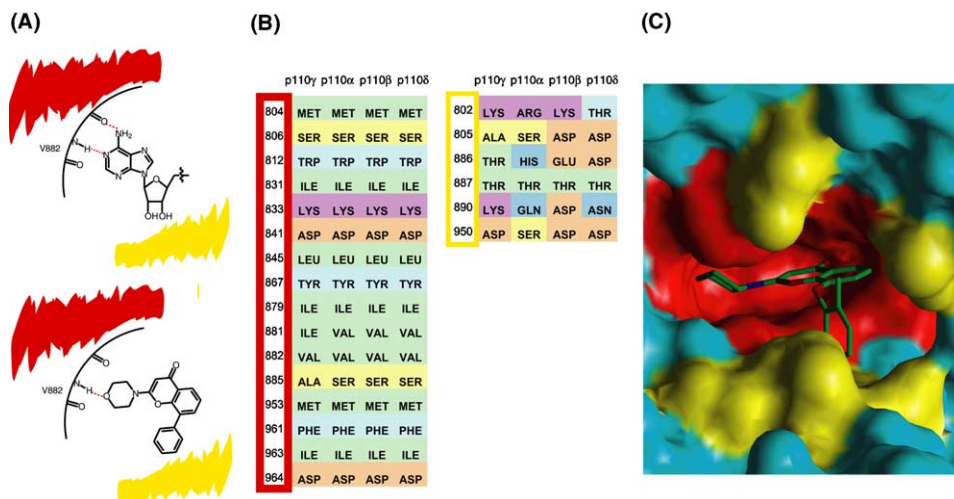 (A)
(B)
(C)
O
NH₂
V882
N
H
N
N
N
N
O
O
OH OH
O
V882
N
H
O
N
O
O
O
p110γ p110α p110β p110δ
804 MET MET MET MET
806 SER SER SER SER
812 TRP TRP TRP TRP
831 ILE ILE ILE ILE
833 LYS LYS LYS LYS
841 ASP ASP ASP ASP
845 LEU LEU LEU LEU
867 TYR TYR TYR TYR
879 ILE ILE ILE ILE
881 ILE VAL VAL VAL
882 VAL VAL VAL VAL
885 ALA SER SER SER
953 MET MET MET MET
961 PHE PHE PHE PHE
963 ILE ILE ILE ILE
964 ASP ASP ASP ASP
p110γ p110α p110β p110δ
802 LYS ARG LYS THR
805 ALA SER ASP ASP
886 THR HIS GLU ASP
887 THR THR THR THR
890 LYS GLN ASP ASN
950 ASP SER ASP ASP